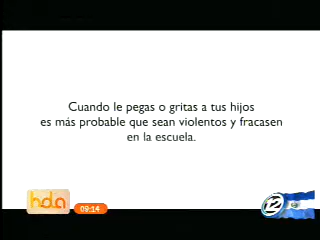 Cuando le pegas o gritas a tus hijos
es más probable que sean violentos y fracasen
en la escuela.
hda
09:14
12